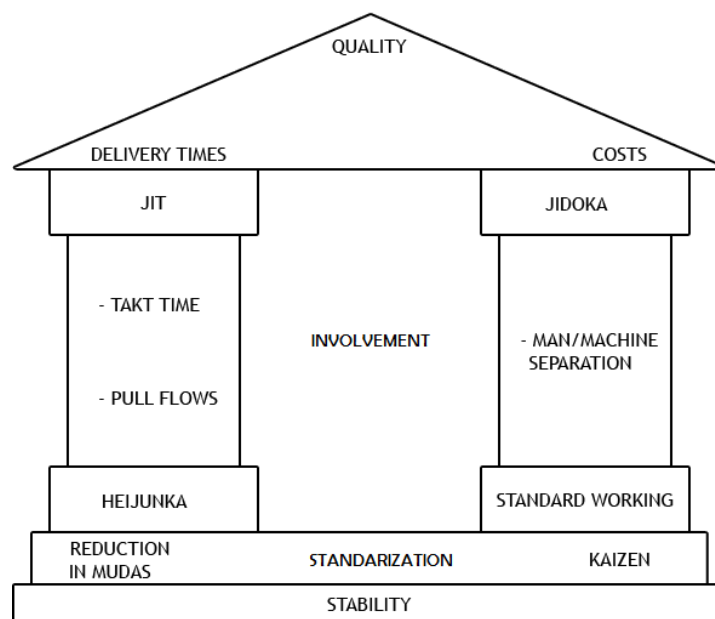 QUALITY
DELIVERY TIMES COSTS
JIT JIDOKA
- TAKT TIME
INVOLVEMENT
- MAN/MACHINE
SEPARATION
- PULL FLOWS
HEIJUNKA STANDARD WORKING
REDUCTION
IN MUDAS
STANDARIZATION
KAIZEN
STABILITY